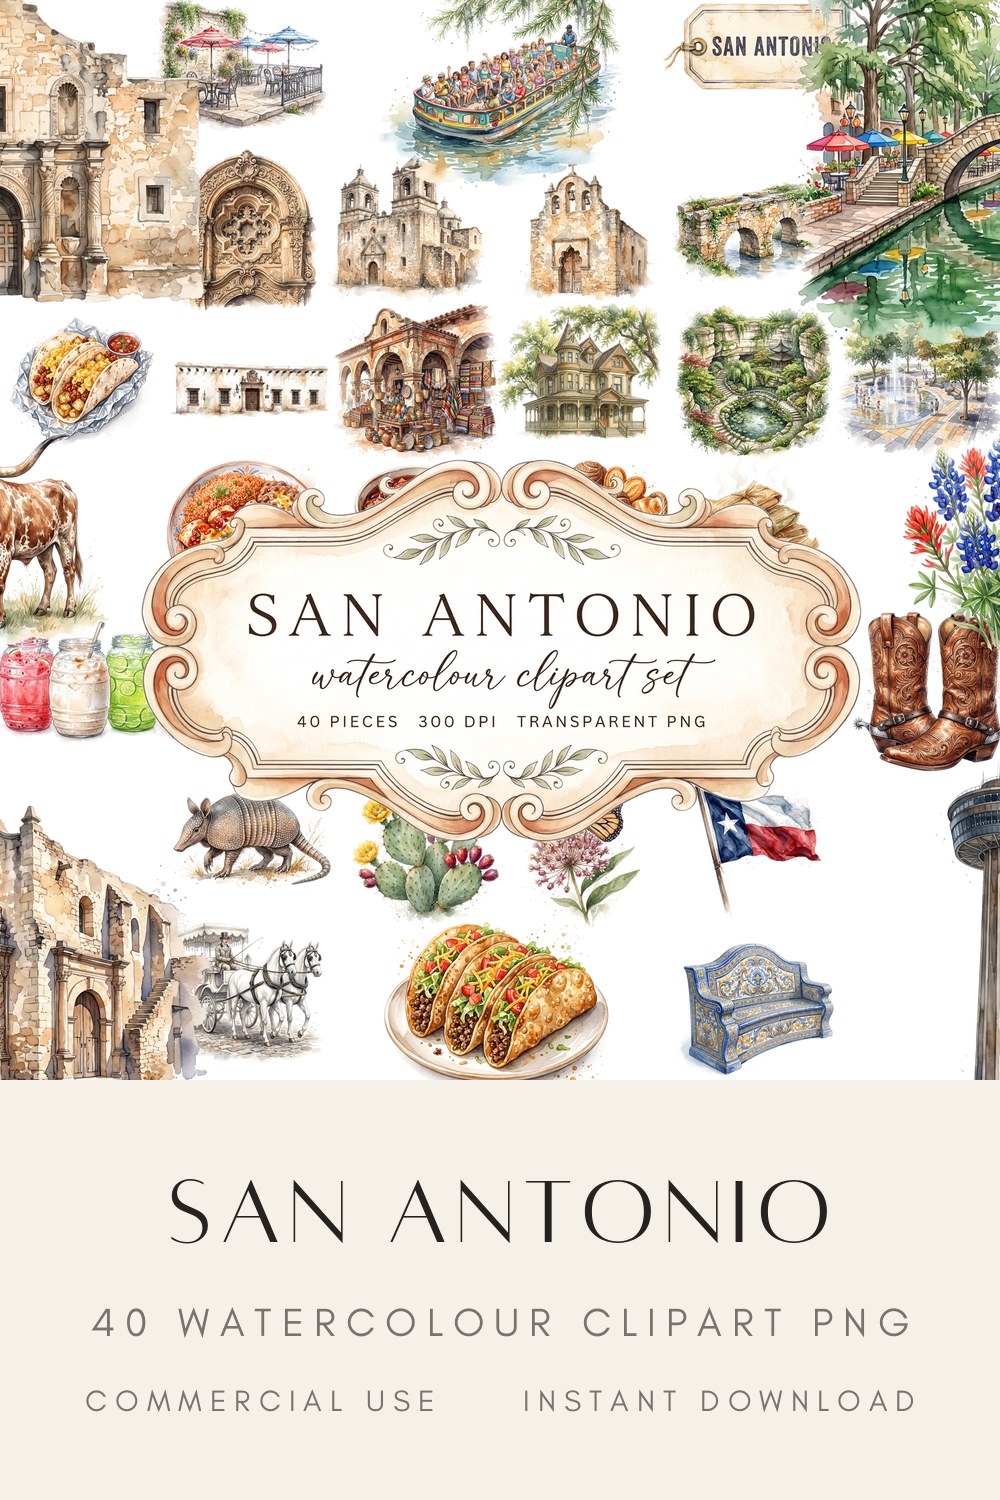 SAN ANTONIO
SAN ANTONIO
watercolour clipart set
40 PIECES 300 DPI TRANSPARENT PNG
SAN ANTONIO
40 WATERCOLOUR CLIPART PNG
COMMERCIAL USE INSTANT DOWNLOAD